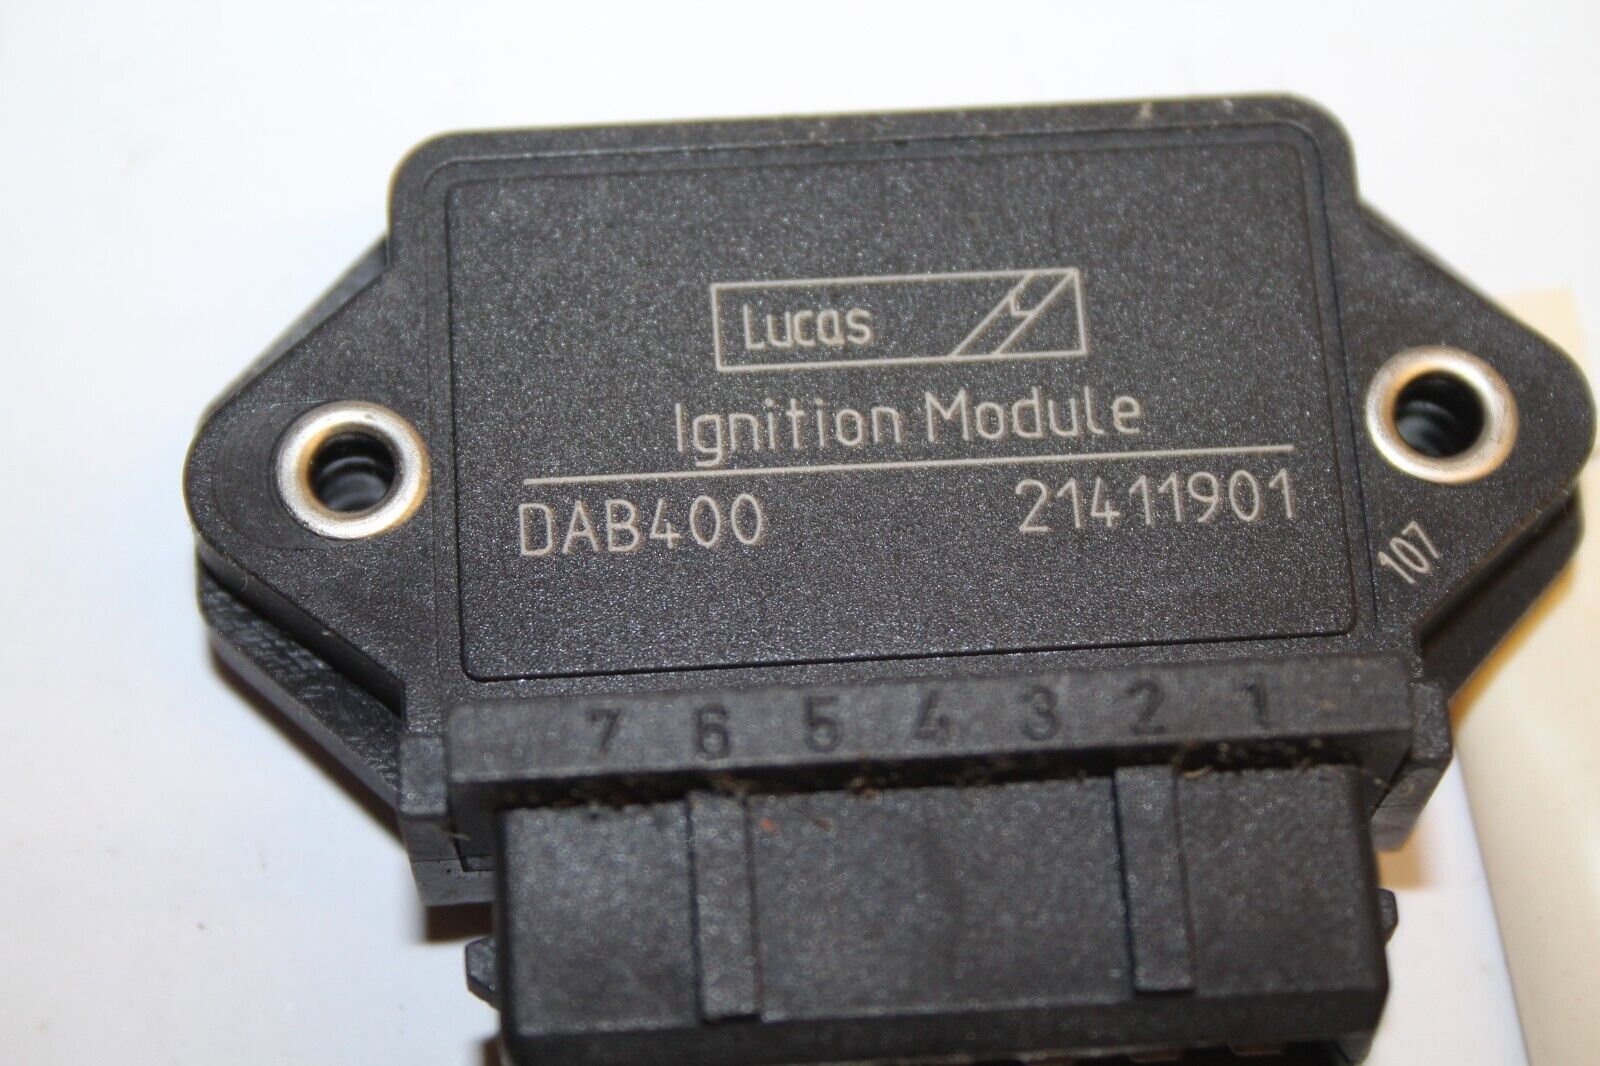 Lucas
Ignition Module
DAB400 21411901
107
7 6 5 4 3 2 1